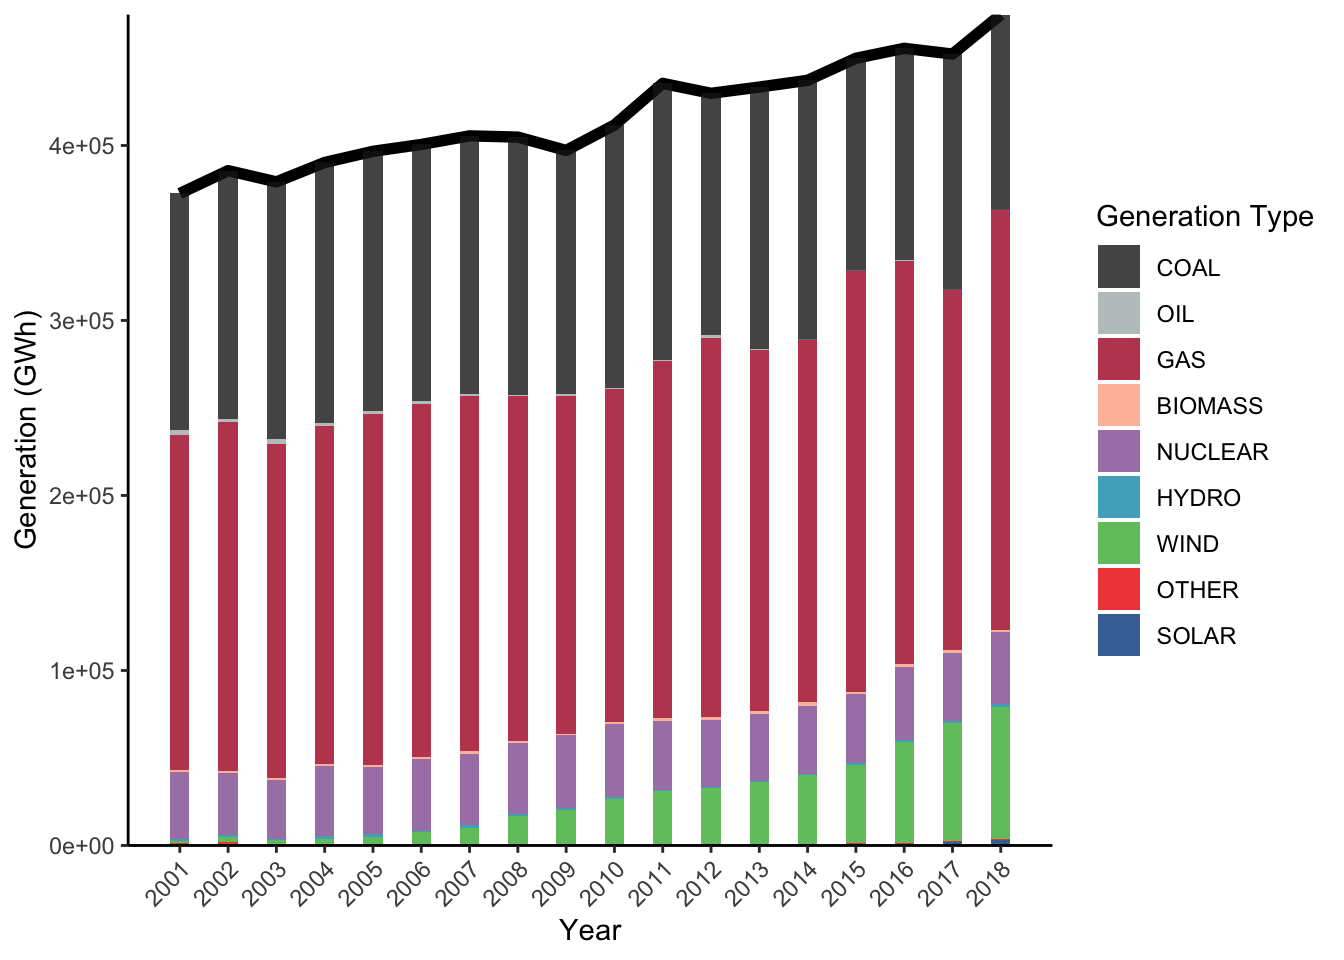 4e+05
3e+05
2e+05
1e+05
0e+00
Generation (GWh)
2001
2002
2003
2004
2005
2006
2007
2008
2009
2010
2011
2012
2013
2014
2015
2016
2017
2018
Year
Generation Type
COAL
OIL
GAS
BIOMASS
NUCLEAR
HYDRO
WIND
OTHER
SOLAR